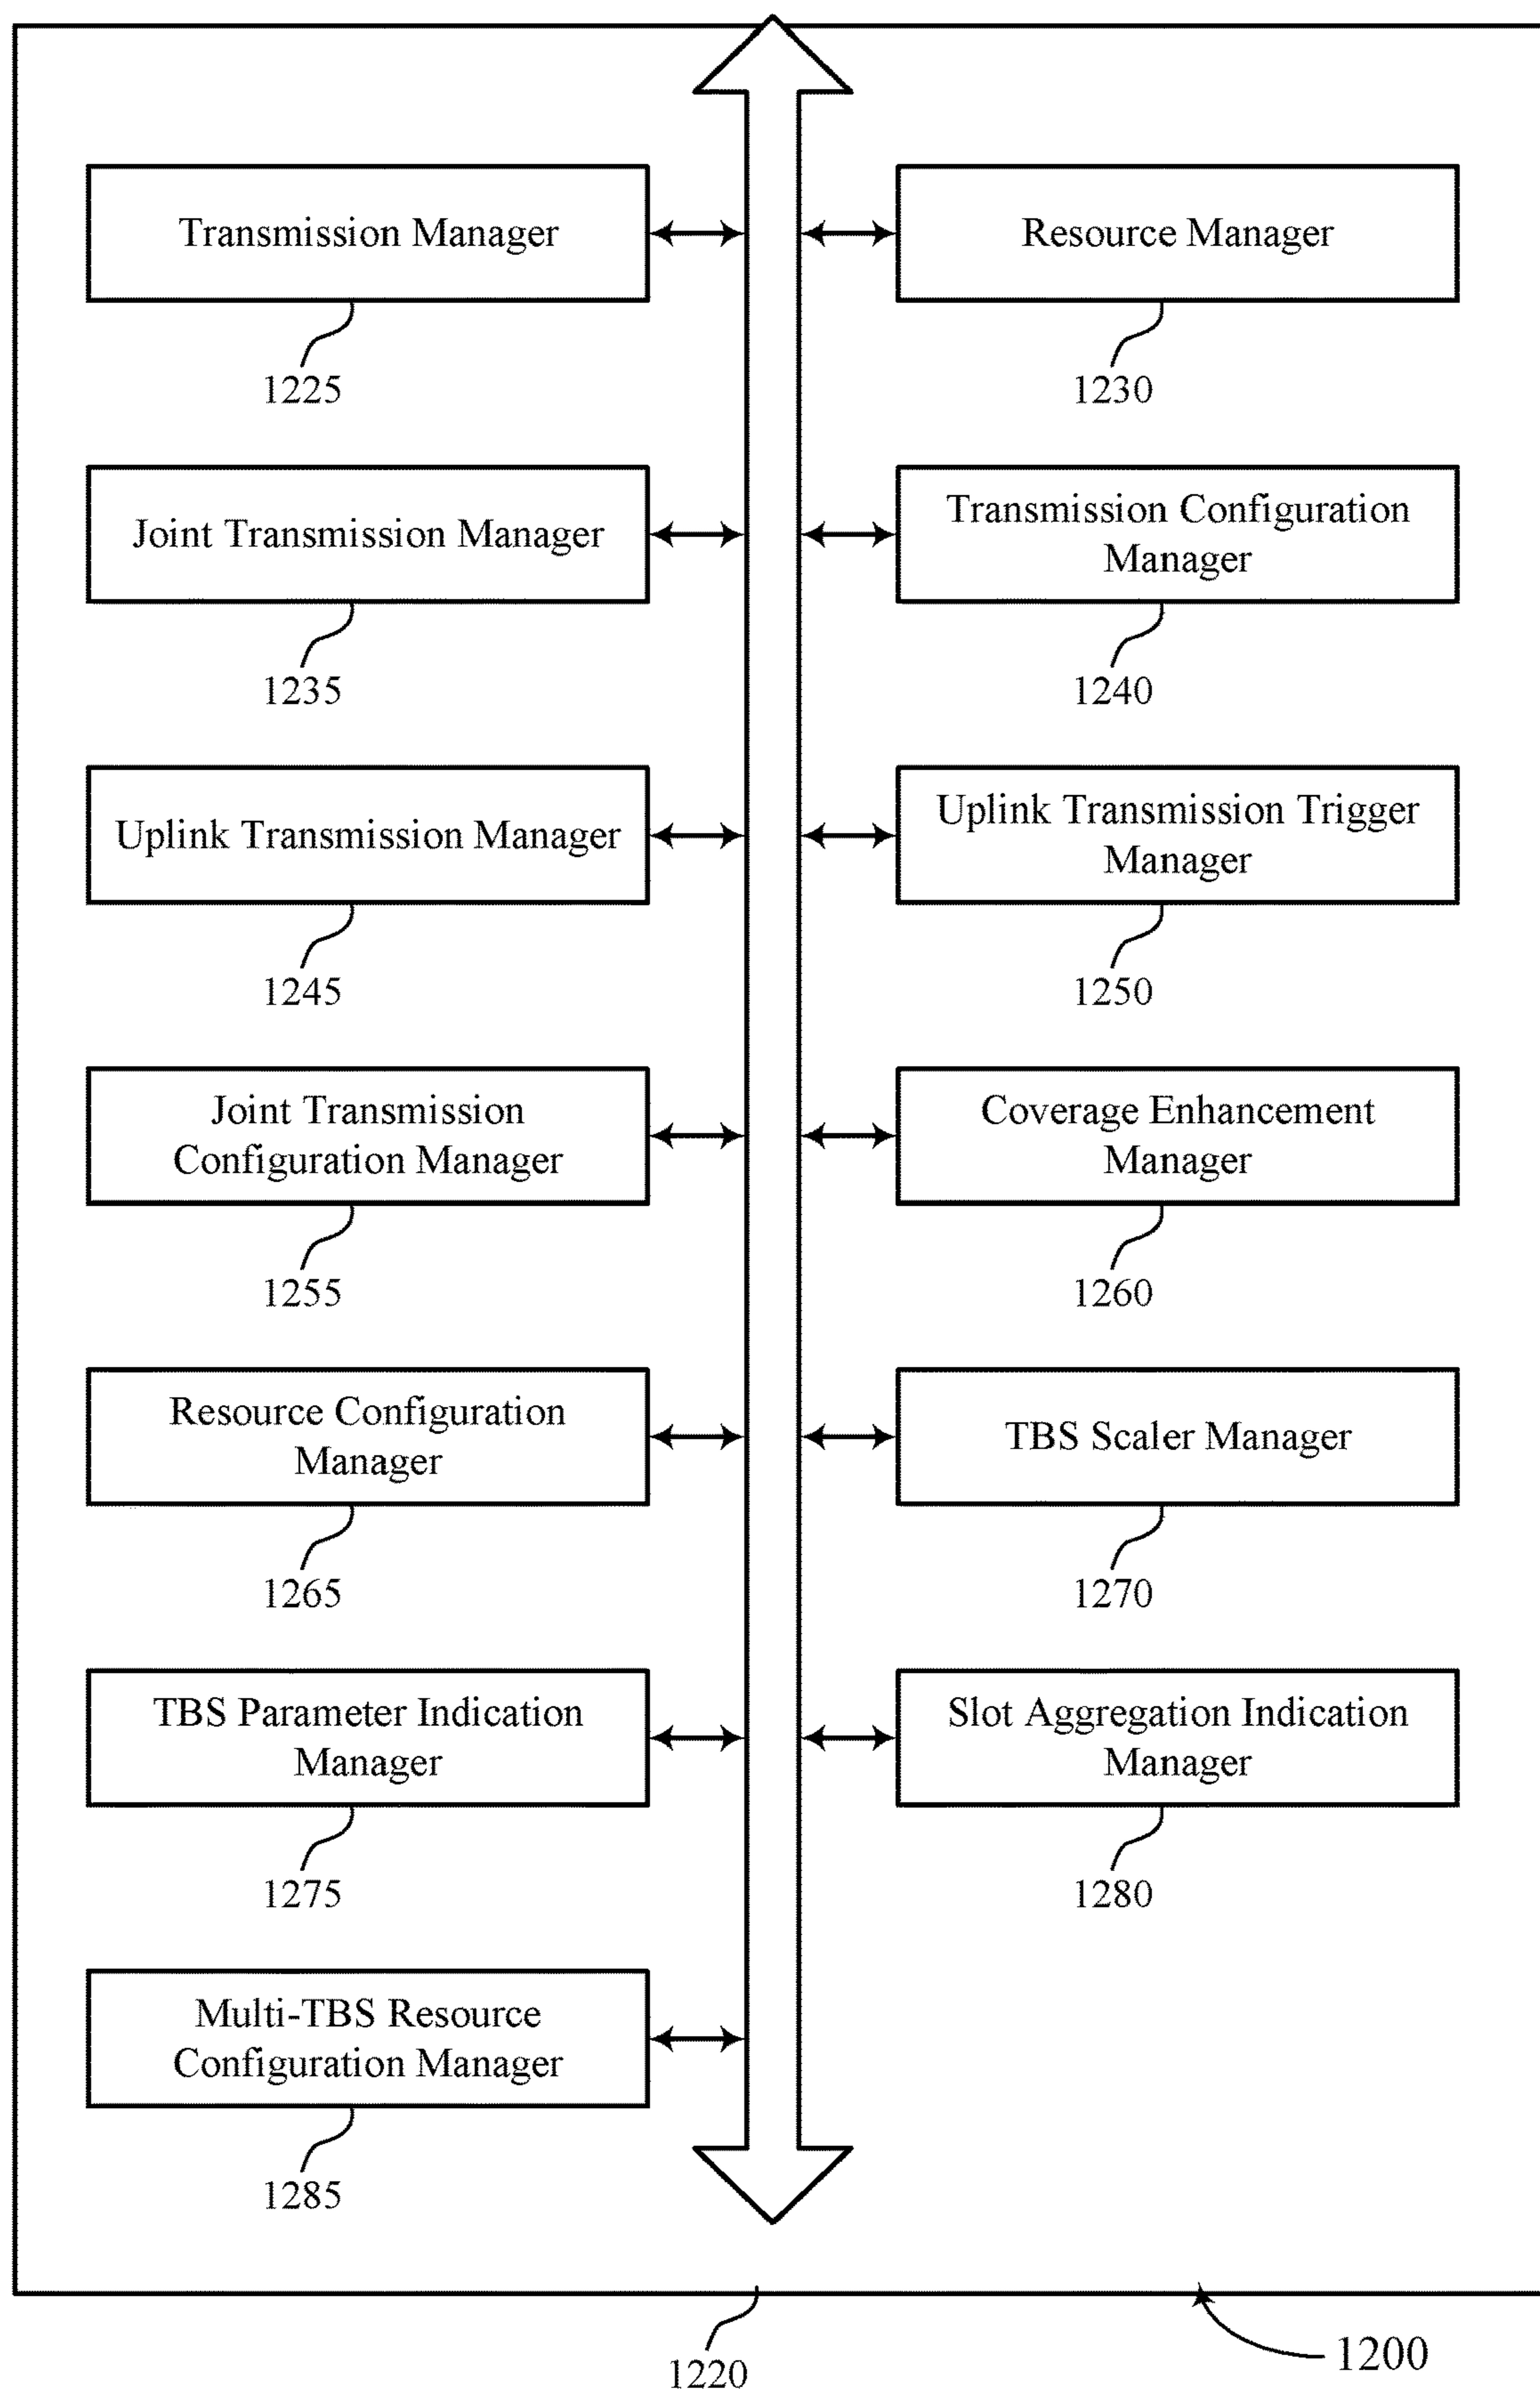 Transmission Manager
1225
Resource Manager
1230
Joint Transmission Manager
1235
Transmission Configuration
Manager
1240
Uplink Transmission Manager
1245
Uplink Transmission Trigger
Manager
1250
Joint Transmission
Configuration Manager
1255
Coverage Enhancement
Manager
1260
Resource Configuration
Manager
1265
TBS Scaler Manager
1270
TBS Parameter Indication
Manager
1275
Slot Aggregation Indication
Manager
1280
Multi-TBS Resource
Configuration Manager
1285
1220
1200